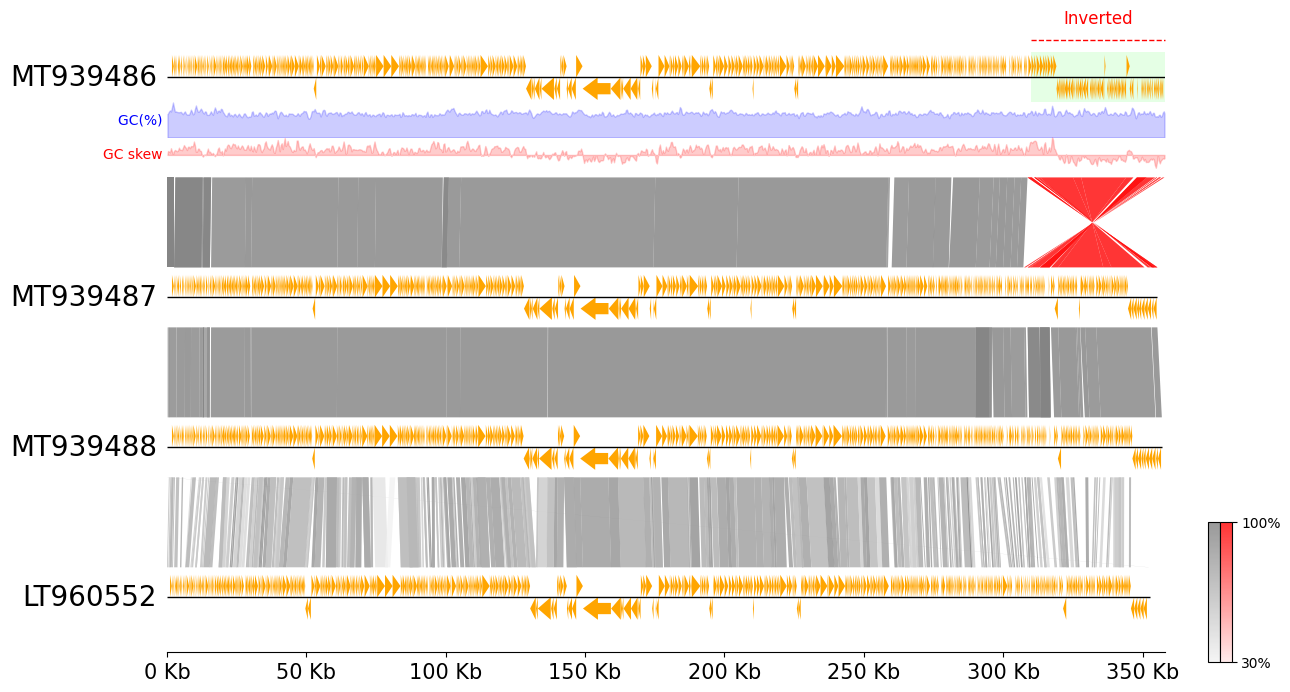 Inverted
MT939486
GC(%)
GC skew
MT939487
MT939488
100%
LT960552
30%
0 Kb 50 Kb 100 Kb 150 Kb 200 Kb 250 Kb 300 Kb 350 Kb